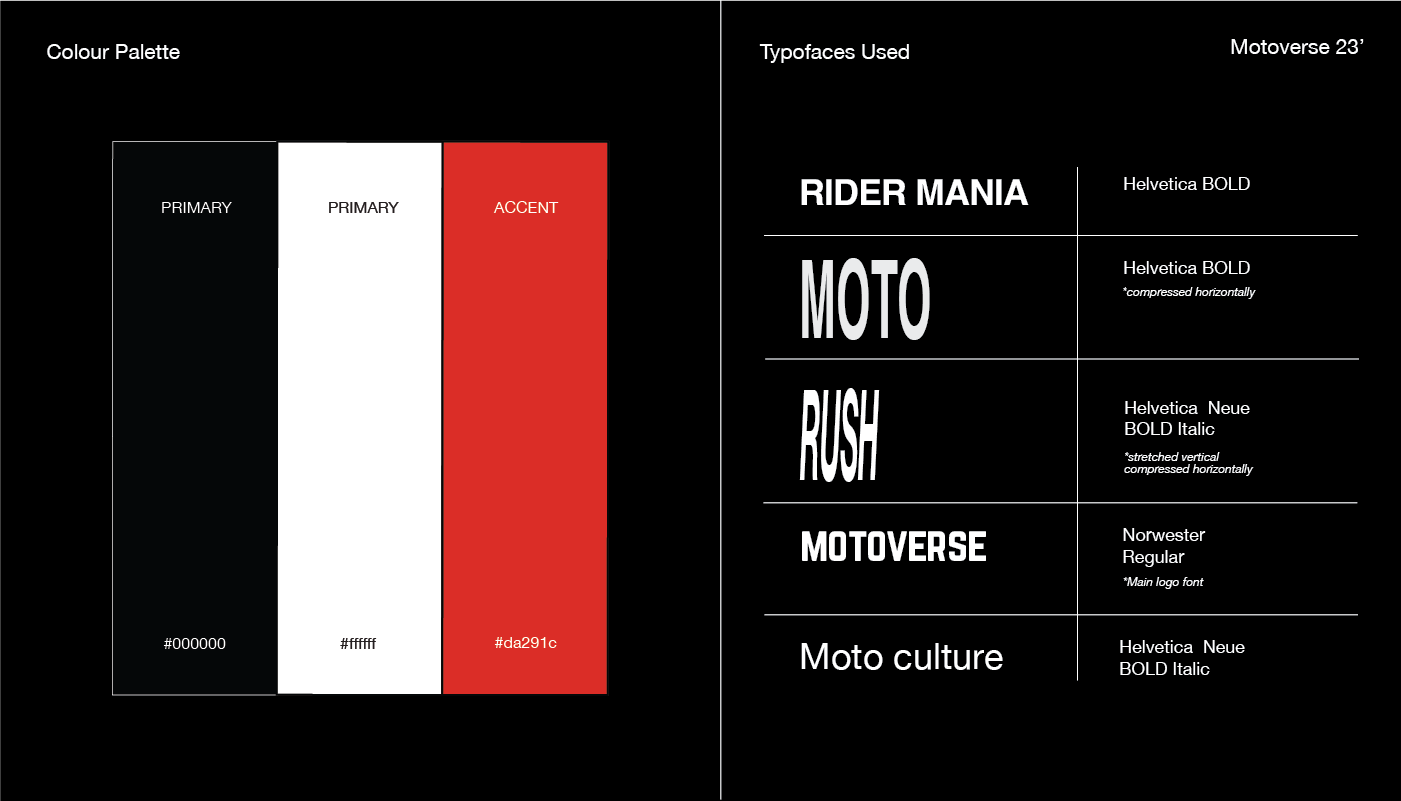 Colour Palette
PRIMARY
PRIMARY
ACCENT
#000000
#ffffff
#da291c
Typofaces Used
Motoverse 23’
RIDER MANIA
Helvetica BOLD
MOTO
Helvetica BOLD
*compressed horizontally
RUSH
Helvetica Neue
BOLD Italic
*stretched vertical
compressed horizontally
MOTOVERSE
Norwester
Regular
*Main logo font
Moto culture
Helvetica Neue
BOLD Italic